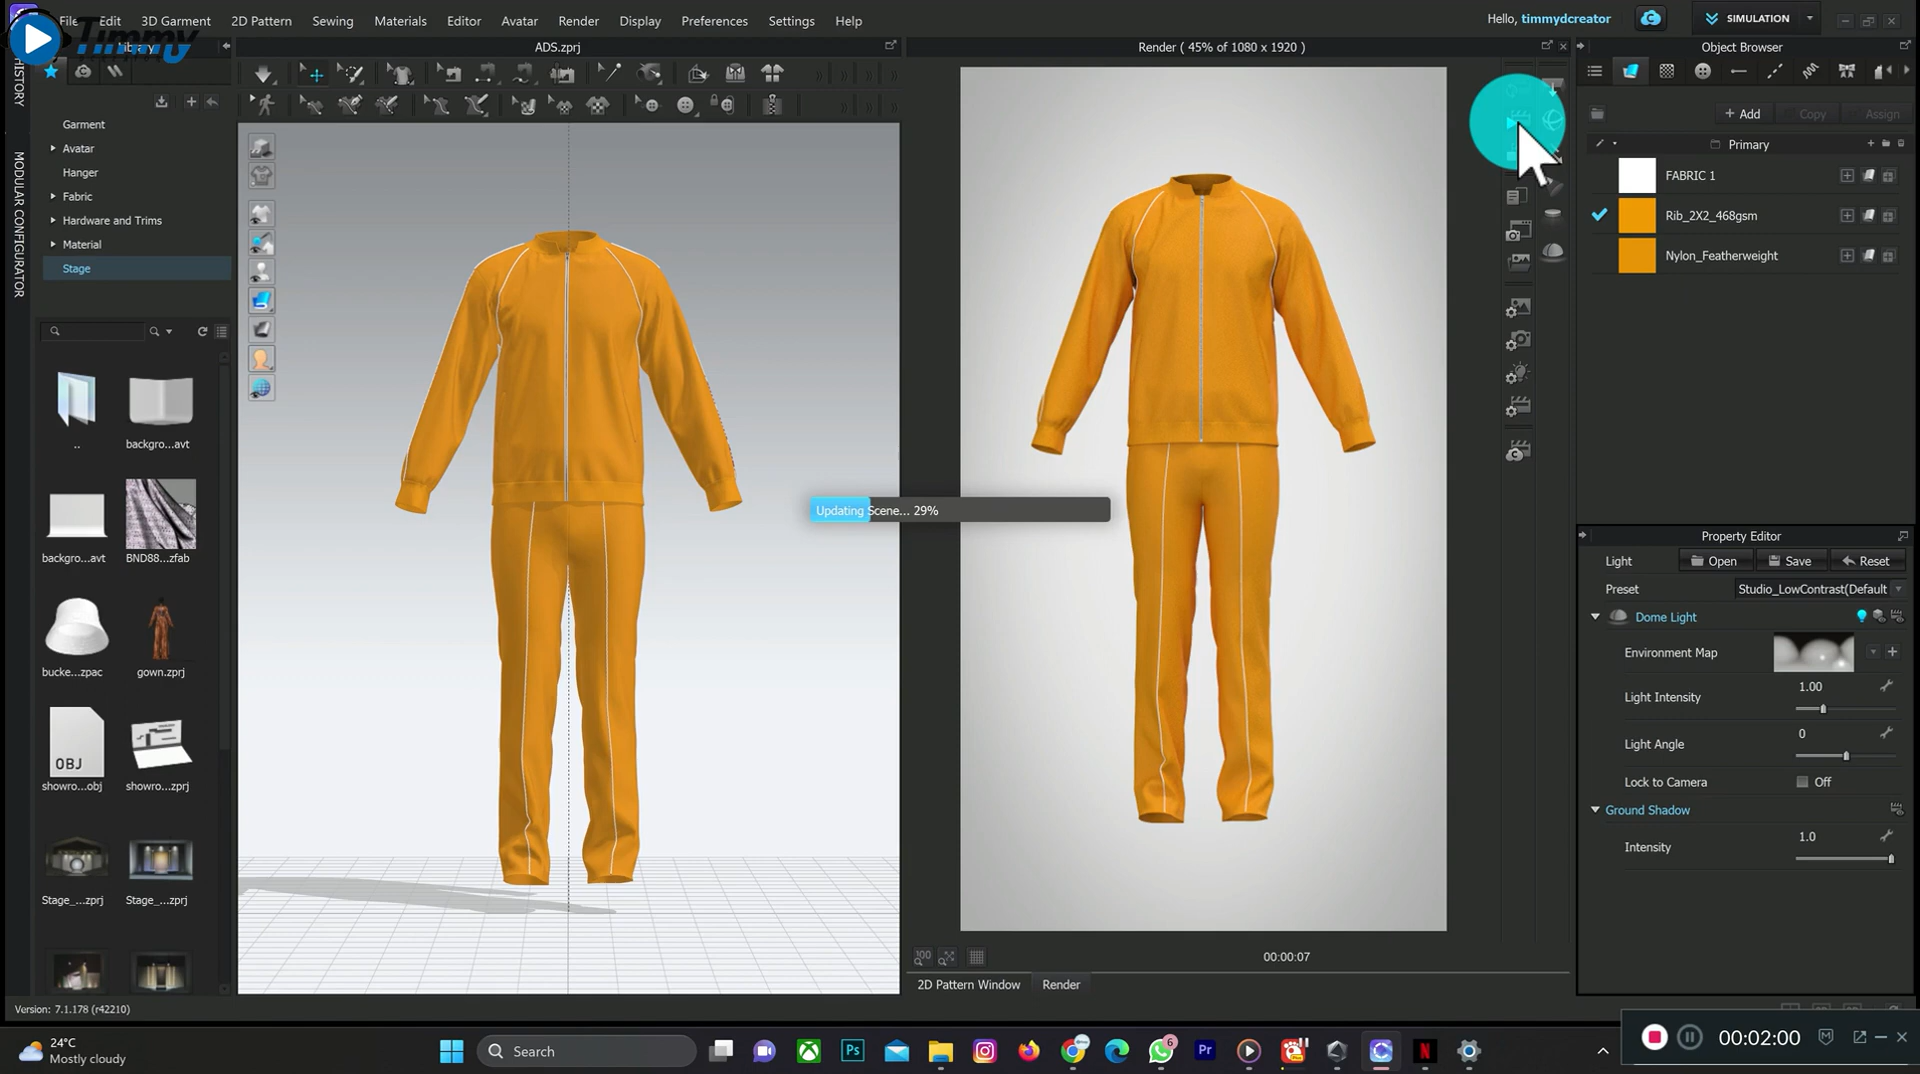 File Edit 3D Garment 2D Pattern Sewing Materials Editor Avatar Render Display Preferences Settings Help
Hello, timmydcreator
SIMULATION
Timmy
Library
ADS.zprj
Render ( 45% of 1080 x 1920 )
Object Browser
HISTORY
MODULAR CONFIGURATOR
Garment
Avatar
Hanger
Fabric
Hardware and Trims
Material
Stage
+ Add
Copy
Assign
Primary
FABRIC 1
Rib_2X2_468gsm
Nylon_Featherweight
..
backgro...avt
backgro...avt
BND88...zfab
bucke...zpac
gown.zprj
OBJ
showro...obj
showro...zprj
Stage_...zprj
Stage_...zprj
Updating Scene... 29%
Property Editor
Light
Open
Save
Reset
Preset
Studio_LowContrast(Default
Dome Light
Environment Map
Light Intensity
1.00
Light Angle
0
Lock to Camera
Off
Ground Shadow
Intensity
1.0
100
00:00:07
2D Pattern Window
Render
Version: 7.1.178 (r42210)
24°C
Mostly cloudy
Search
Ps
6
Pr
N
00:02:00